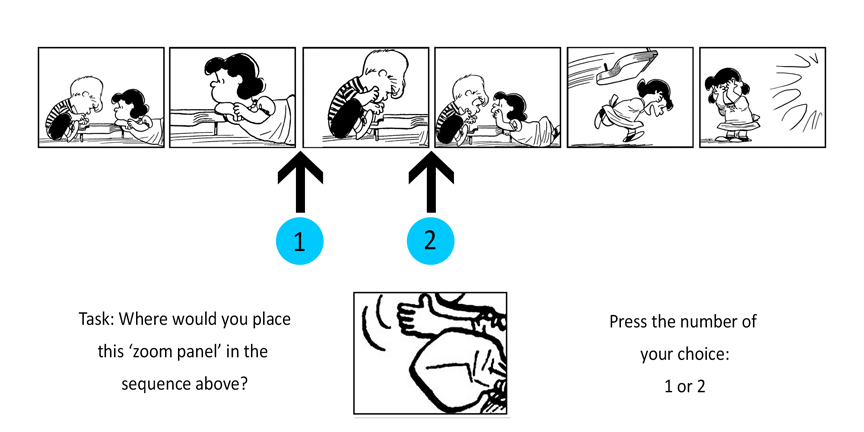 1
2
Task: Where would you place
this ‘zoom panel’ in the
sequence above?
Press the number of
your choice:
1 or 2